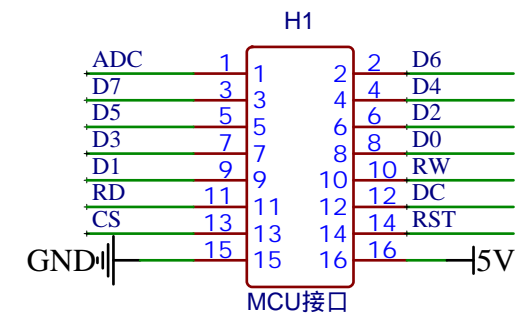 H1
ADC 1 1 2 2 D6
D7 3 3 4 4 D4
D5 5 5 6 6 D2
D3 7 7 8 8 D0
D1 9 9 10 10 RW
RD 11 11 12 12 DC
CS 13 13 14 14 RST
GND 15 15 16 16 5V
MCU接口